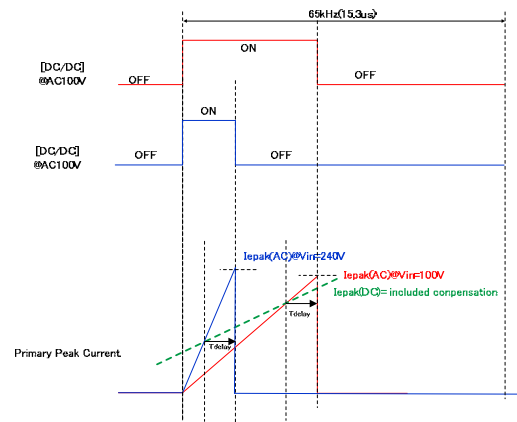 65kHz(15.3us)
ON
[DC/DC]
@AC100V
OFF
OFF
ON
[DC/DC]
@AC100V
OFF
OFF
Iepak(AC)@Vin=240V
Iepak(AC)@Vin=100V
Iepak(DC)= included conpensation
Tdelay
Tdelay
Primary Peak Current.